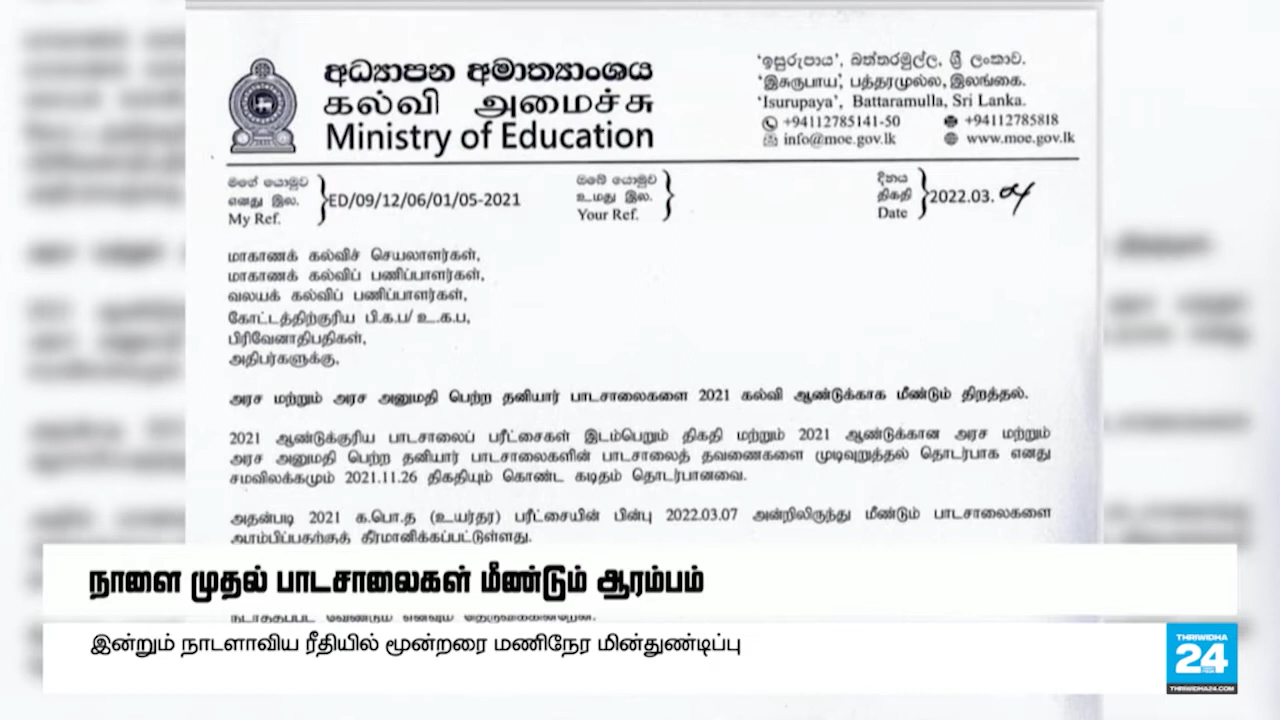 අධ්‍යාපන අමාත්‍යාංශය
கல்வி அமைச்சு
Ministry of Education
'ඉසුරුපාය', බත්තරමුල්ල, ශ්‍රී ලංකාව.
'இசுருபாய', பத்தரமுல்லை, இலங்கை.
'Isurupaya', Battaramulla, Sri Lanka.
+94112785141-50 +94112785818
info@moe.gov.lk www.moe.gov.lk
මගේ යොමුව
எனது இல.
My Ref.
ED/09/12/06/01/05-2021
ඔබේ යොමුව
உமது இல.
Your Ref.
දිනය
திகதி
Date
2022.03.04
மாகாணக் கல்விச் செயலாளர்கள்,
மாகாணக் கல்விப் பணிப்பாளர்கள்,
வலயக் கல்விப் பணிப்பாளர்கள்,
கோட்டத்திற்குரிய பி.க.ப/ உ.க.ப,
பிரிவேனாதிபதிகள்,
அதிபர்களுக்கு,
அரச மற்றும் அரச அனுமதி பெற்ற தனியார் பாடசாலைகளை 2021 கல்வி ஆண்டுக்காக மீண்டும் திறத்தல்.
2021 ஆண்டுக்குரிய பாடசாலைப் பரீட்சைகள் இடம்பெறும் திகதி மற்றும் 2021 ஆண்டுக்கான அரச மற்றும்
அரச அனுமதி பெற்ற தனியார் பாடசாலைகளின் பாடசாலைத் தவணைகளை முடிவுறுத்தல் தொடர்பாக எனது
சமவிலக்கமும் 2021.11.26 திகதியும் கொண்ட கடிதம் தொடர்பானவை.
அதன்படி 2021 க.பொ.த (உயர்தர) பரீட்சையின் பின்பு 2022.03.07 அன்றிலிருந்து மீண்டும் பாடசாலைகளை
ஆரம்பிப்பதற்குத் தீர்மானிக்கப்பட்டுள்ளது.
நாளை முதல் பாடசாலைகள் மீண்டும் ஆரம்பம்
இன்றும் நாடளாவிய ரீதியில் மூன்றரை மணிநேர மின்துண்டிப்பு
THRIWIDHA
24
THRIWIDHA24.COM